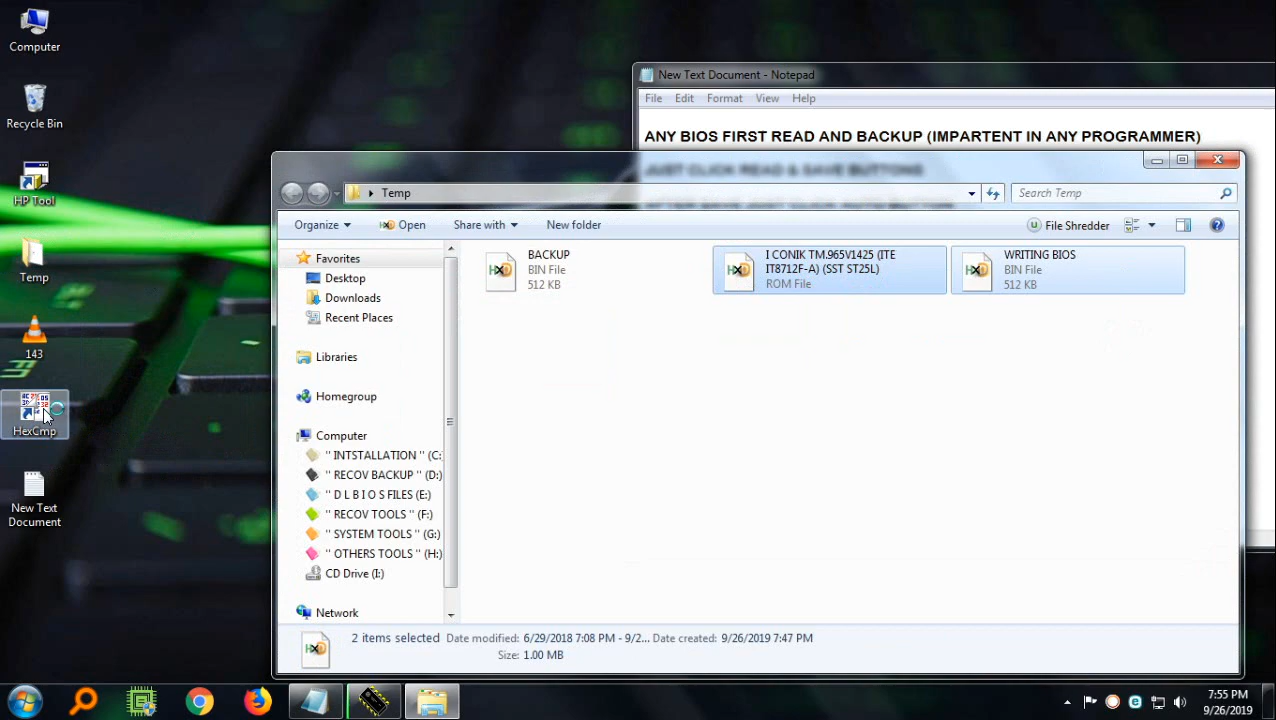 Computer
Recycle Bin
HP Tool
Temp
143
HexCmp
New Text
Document
New Text Document - Notepad
File Edit Format View Help
ANY BIOS FIRST READ AND BACKUP (IMPARTENT IN ANY PROGRAMMER)
JUST CLICK READ & SAVE BUTTONS
Temp
Search Temp
Organize Open Share with New folder File Shredder
Favorites
Desktop
Downloads
Recent Places
Libraries
Homegroup
Computer
" INTSTALLATION " (C:
" RECOV BACKUP " (D:)
" D L B I O S FILES (E:)
" RECOV TOOLS " (F:)
" SYSTEM TOOLS " (G:)
" OTHERS TOOLS " (H:)
CD Drive (I:)
Network
BACKUP
BIN File
512 KB
I CONIK TM.965V1425 (ITE
IT8712F-A) (SST ST25L)
ROM File
WRITING BIOS
BIN File
512 KB
2 items selected Date modified: 6/29/2018 7:08 PM - 9/2... Date created: 9/26/2019 7:47 PM
Size: 1.00 MB
7:55 PM
9/26/2019